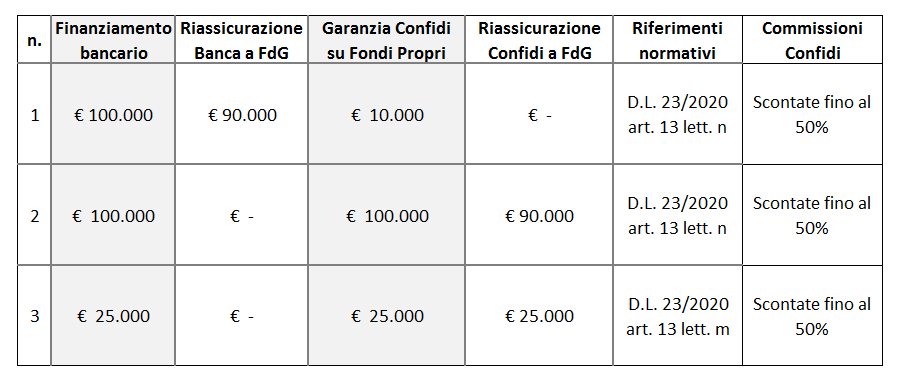 n. Finanziamento bancario Riassicurazione Banca a FdG Garanzia Confidi su Fondi Propri Riassicurazione Confidi a FdG Riferimenti normativi Commissioni Confidi
1 € 100.000 € 90.000 € 10.000 € - D.L. 23/2020 art. 13 lett. n Scontate fino al 50%
2 € 100.000 € - € 100.000 € 90.000 D.L. 23/2020 art. 13 lett. n Scontate fino al 50%
3 € 25.000 € - € 25.000 € 25.000 D.L. 23/2020 art. 13 lett. m Scontate fino al 50%